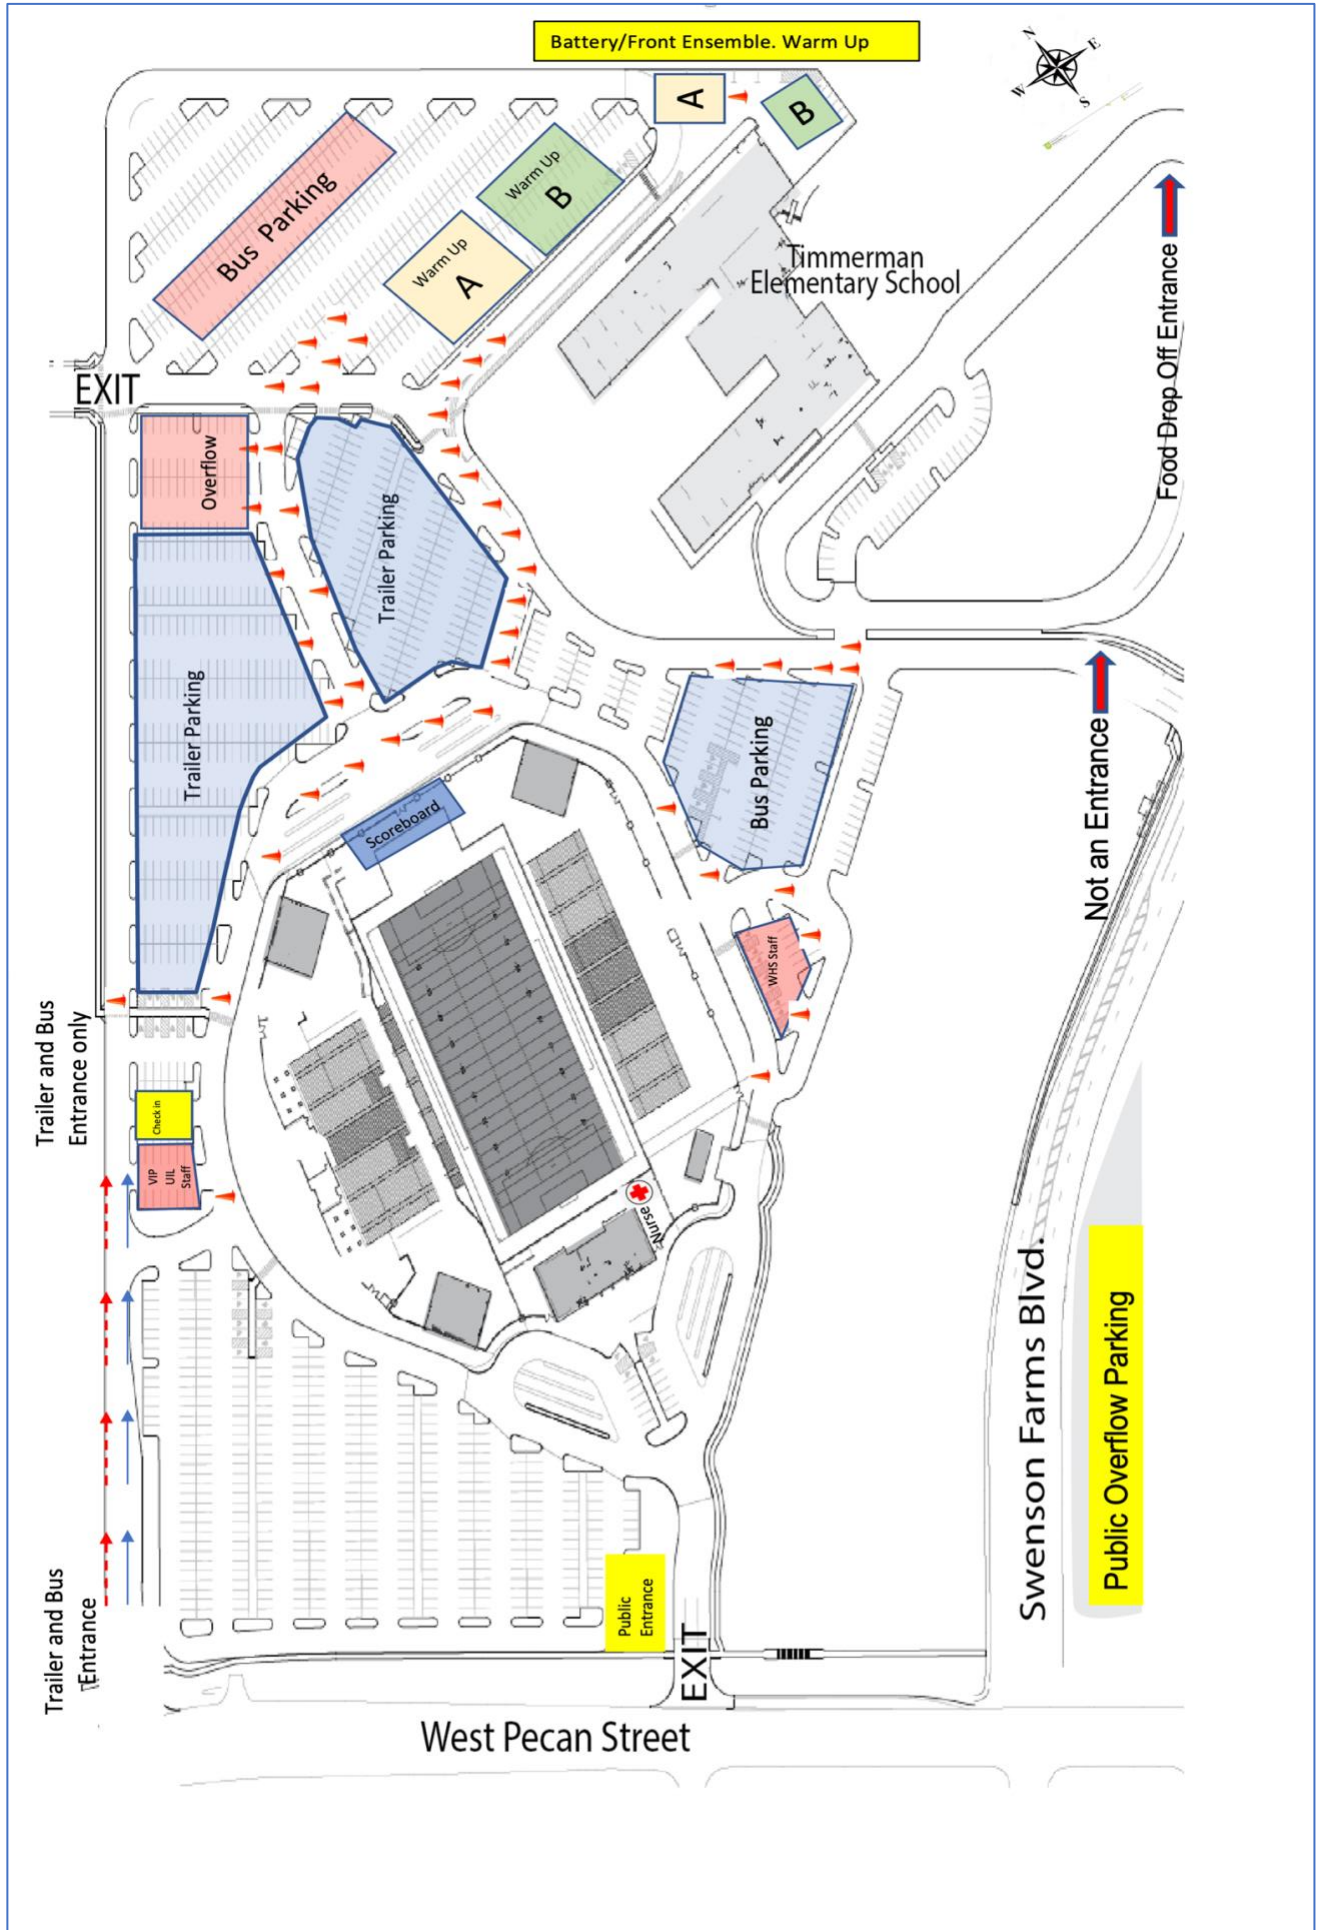 Battery/Front Ensemble. Warm Up
N
E
W
S
A
B
Warm Up
B
Warm Up
A
Bus Parking
Timmerman
Elementary School
Food Drop Off Entrance
EXIT
Overflow
Trailer Parking
Trailer Parking
Scoreboard
Bus Parking
Not an Entrance
WHS Staff
Trailer and Bus
Entrance only
Check in
VIP
UIL
Staff
Nurse
Trailer and Bus
Entrance
Public
Entrance
EXIT
Swenson Farms Blvd.
Public Overflow Parking
West Pecan Street